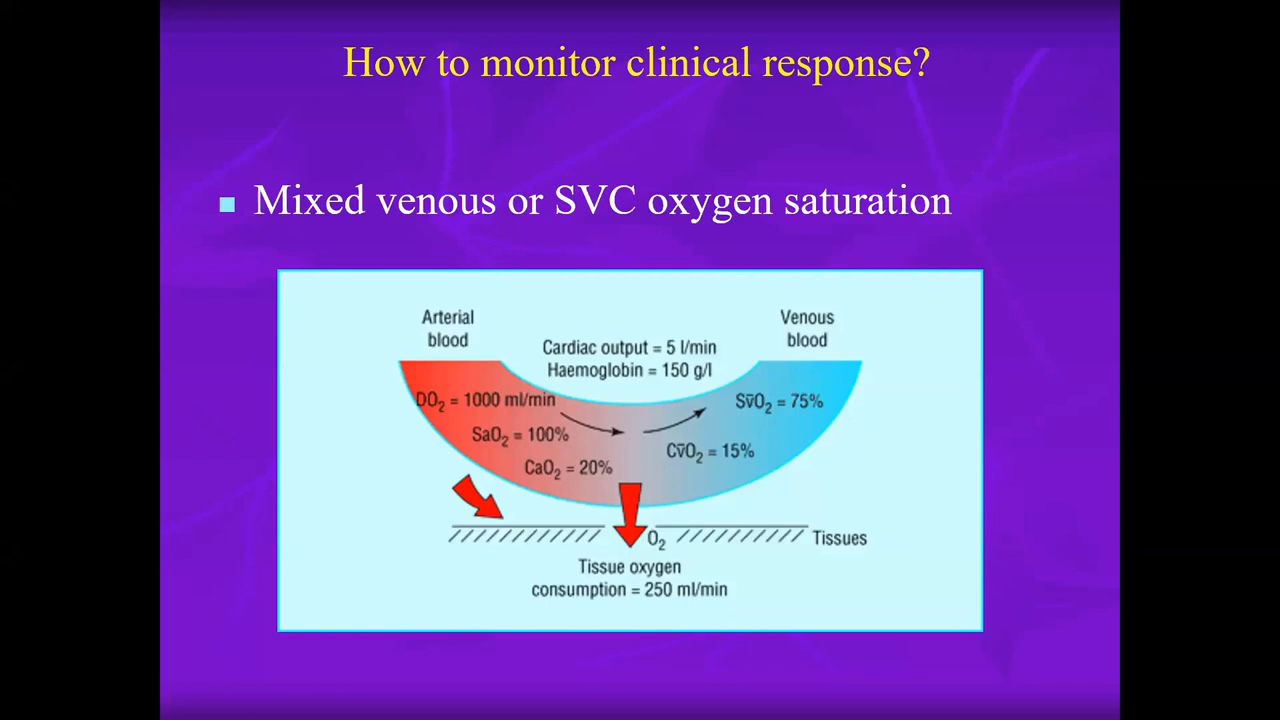 How to monitor clinical response?
Mixed venous or SVC oxygen saturation
Arterial
blood
Venous
blood
Cardiac output = 5 l/min
Haemoglobin = 150 g/l
DO₂ = 1000 ml/min
SaO₂ = 100%
CaO₂ = 20%
Sv̄O₂ = 75%
Cv̄O₂ = 15%
O₂
Tissues
Tissue oxygen
consumption = 250 ml/min